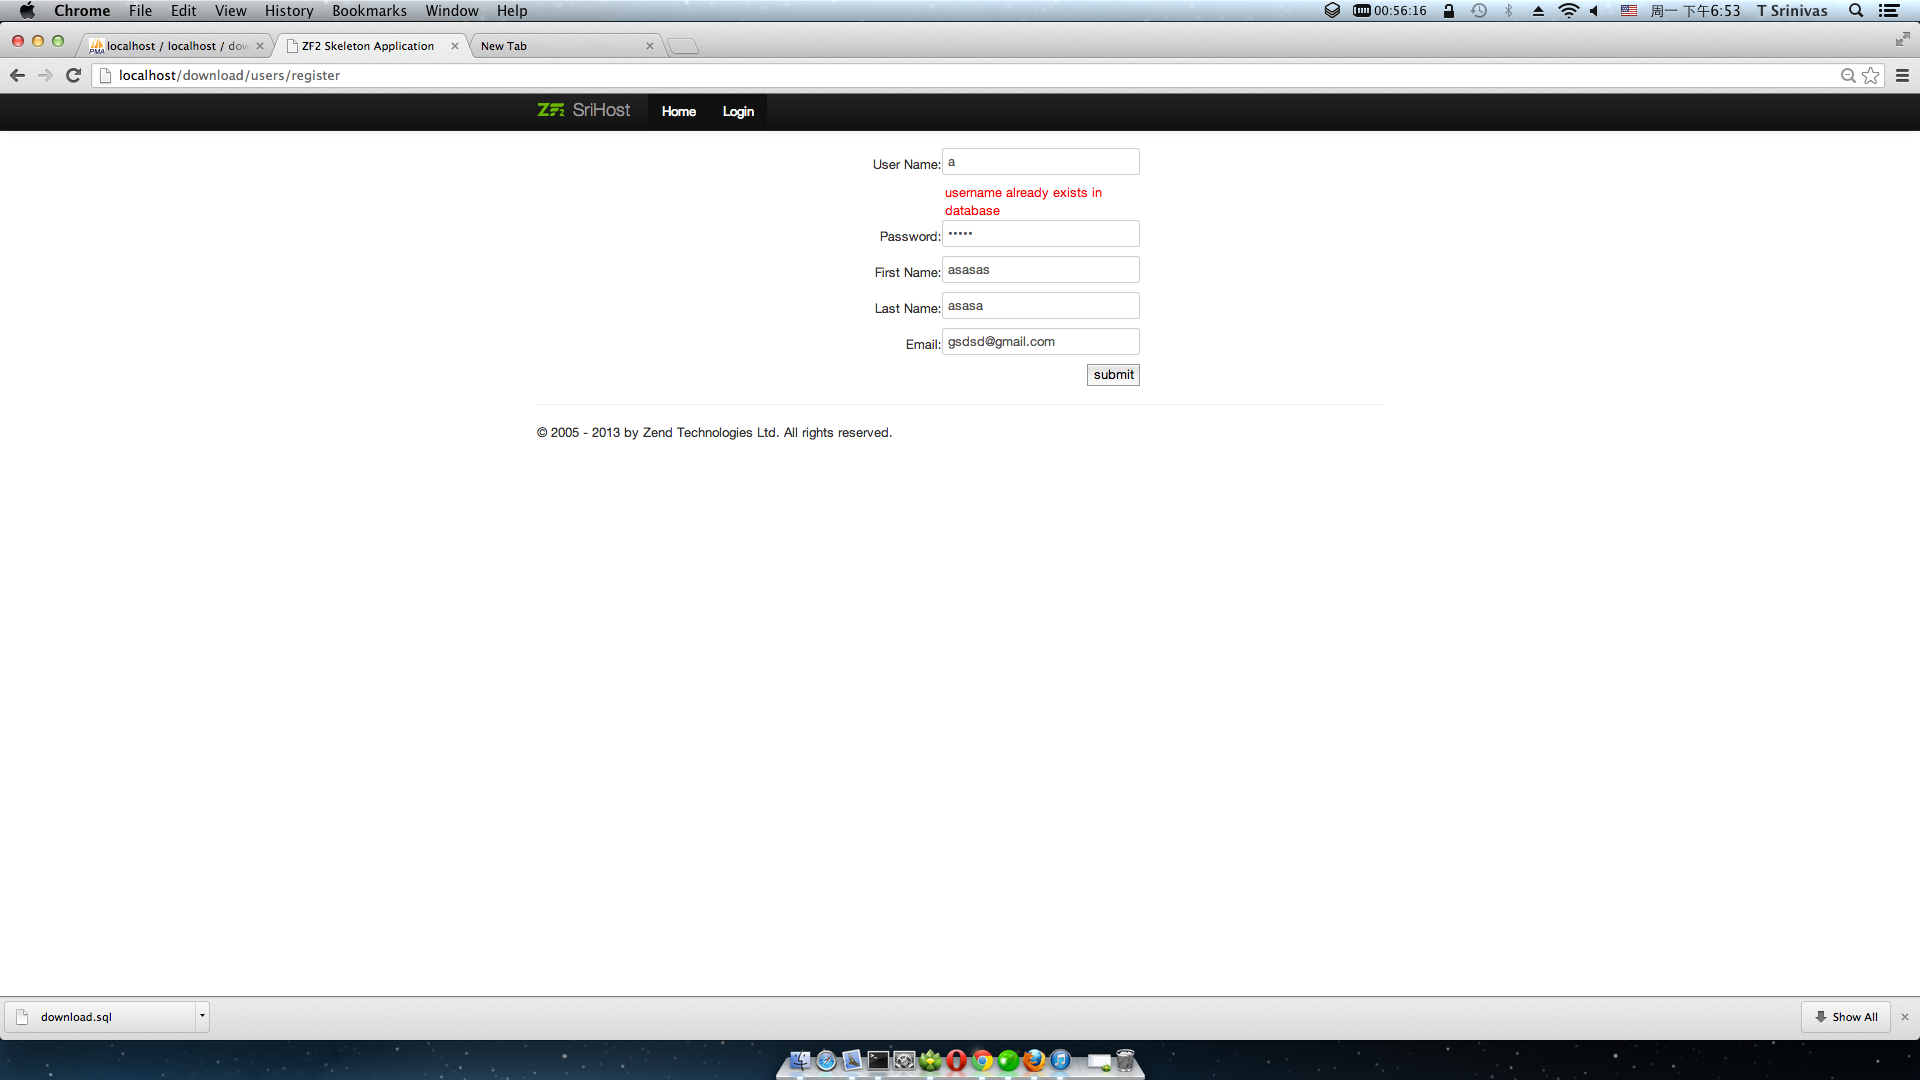 Chrome File Edit View History Bookmarks Window Help 00:56:16 周一 下午6:53 T Srinivas
localhost / localhost / dow ZF2 Skeleton Application New Tab
localhost/download/users/register
ZF2 SriHost Home Login
User Name: a
username already exists in
database
Password: •••••
First Name: asasas
Last Name: asasa
Email: gsdsd@gmail.com
submit
© 2005 - 2013 by Zend Technologies Ltd. All rights reserved.
download.sql Show All